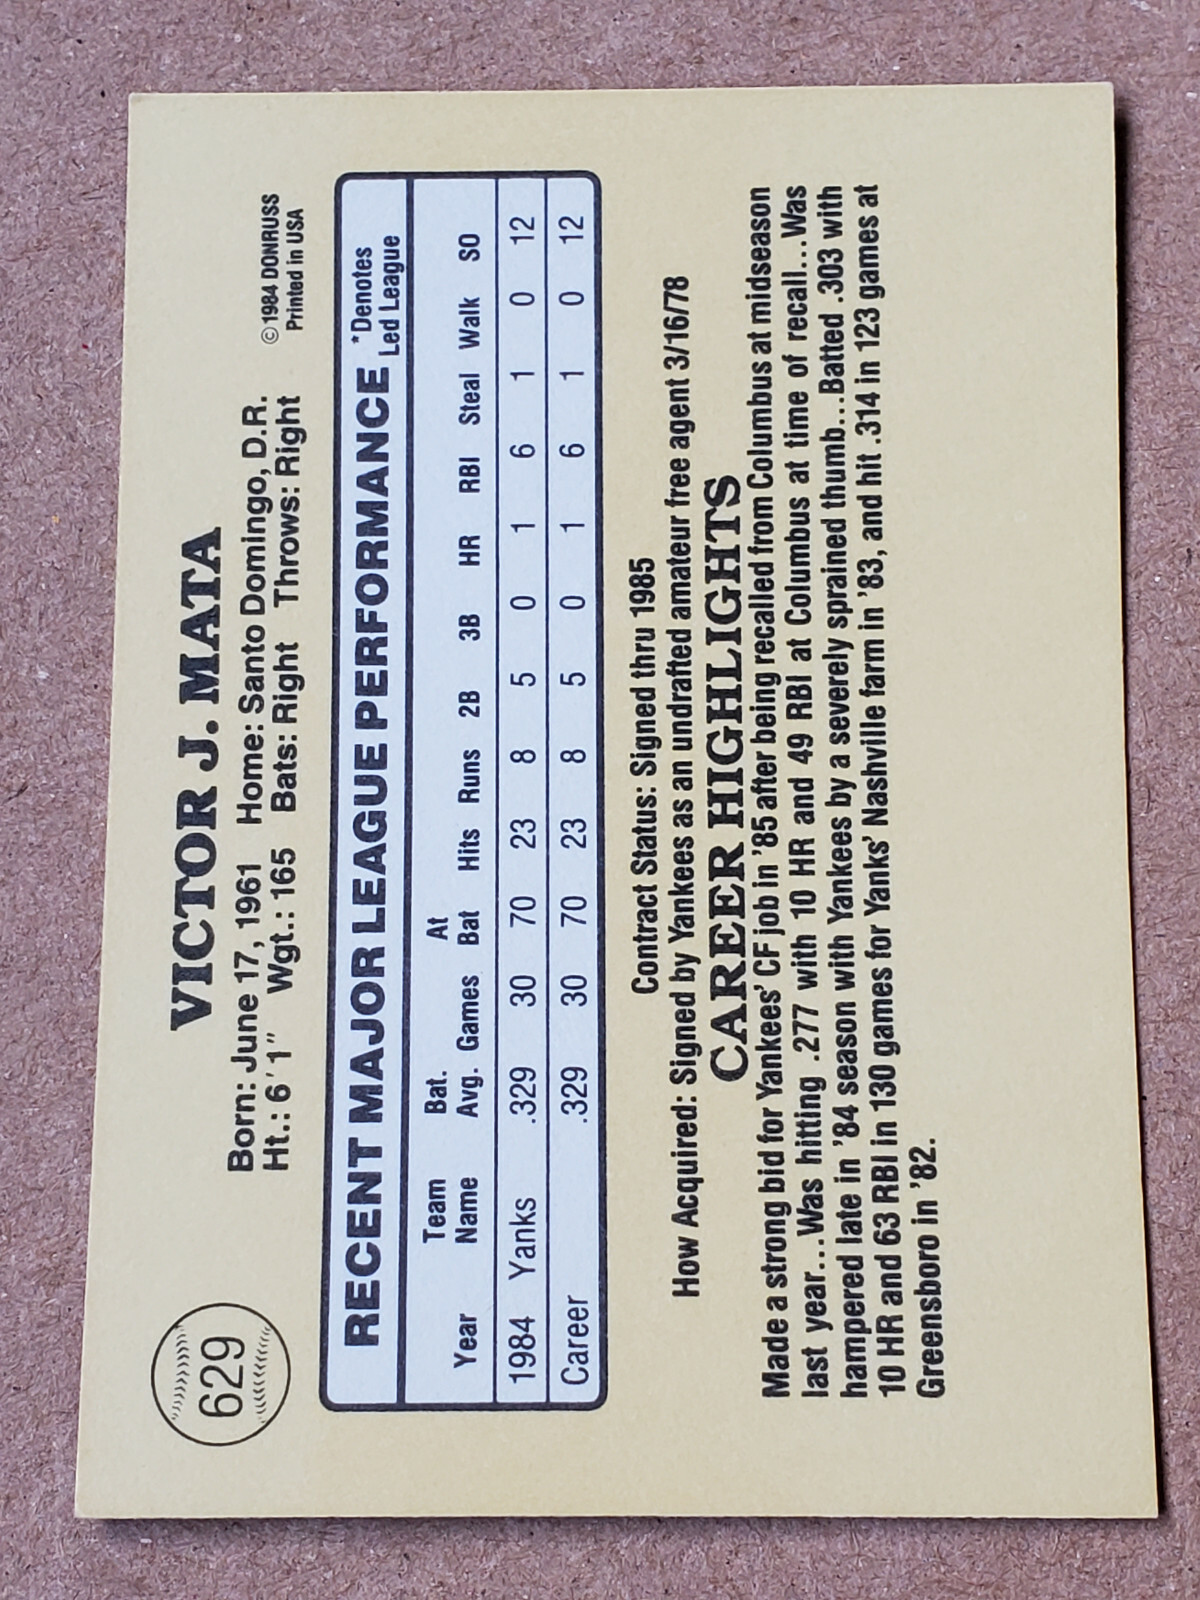 629
VICTOR J. MATA
Born: June 17, 1961 Home: Santo Domingo, D.R.
Ht.: 6'1" Wgt.: 165 Bats: Right Throws: Right
© 1984 DONRUSS
Printed in USA
RECENT MAJOR LEAGUE PERFORMANCE *Denotes Led League
Year Team Name Bat. Avg. Games At Bat Hits Runs 2B 3B HR RBI Steal Walk SO
1984 Yanks .329 30 70 23 8 5 0 1 6 1 0 12
Career .329 30 70 23 8 5 0 1 6 1 0 12
Contract Status: Signed thru 1985
How Acquired: Signed by Yankees as an undrafted amateur free agent 3/16/78
CAREER HIGHLIGHTS
Made a strong bid for Yankees' CF job in '85 after being recalled from Columbus at midseason
last year...Was hitting .277 with 10 HR and 49 RBI at Columbus at time of recall...Was
hampered late in '84 season with Yankees by a severely sprained thumb...Batted .303 with
10 HR and 63 RBI in 130 games for Yanks' Nashville farm in '83, and hit .314 in 123 games at
Greensboro in '82.